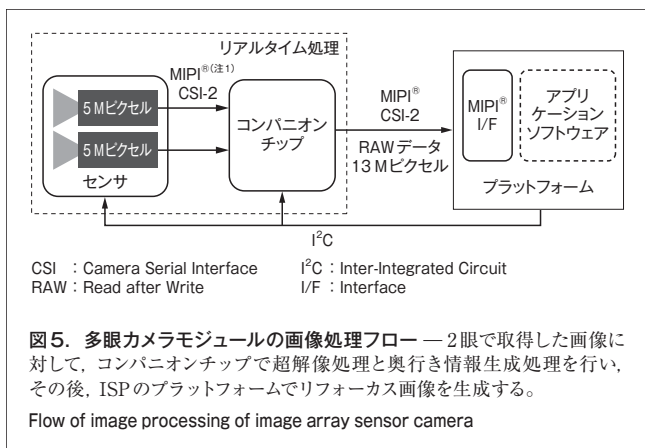 リアルタイム処理
MIPI®(注1)
CSI-2
5 Mピクセル
5 Mピクセル
センサ
コンパニオン
チップ
MIPI®
CSI-2
RAWデータ
13 Mピクセル
MIPI®
I/F
アプリ
ケーション
ソフトウェア
プラットフォーム
I²C
CSI : Camera Serial Interface
I²C : Inter-Integrated Circuit
RAW : Read after Write
I/F : Interface
図5. 多眼カメラモジュールの画像処理フロー — 2眼で取得した画像に
対して,コンパニオンチップで超解像処理と奥行き情報生成処理を行い,
その後,ISPのプラットフォームでリフォーカス画像を生成する。
Flow of image processing of image array sensor camera